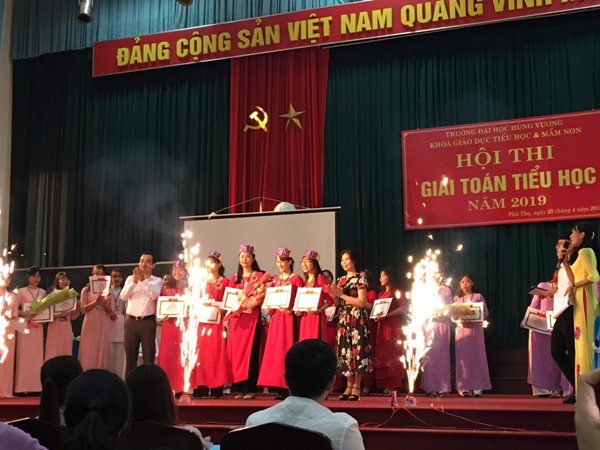 ĐẢNG CỘNG SẢN VIỆT NAM QUANG VINH
TRƯỜNG ĐẠI HỌC HÙNG VƯƠNG
KHOA GIÁO DỤC TIỂU HỌC & MẦM NON
HỘI THI
GIẢI TOÁN TIỂU HỌC
NĂM 2019
Phú Thọ, ngày 25 tháng 4 năm